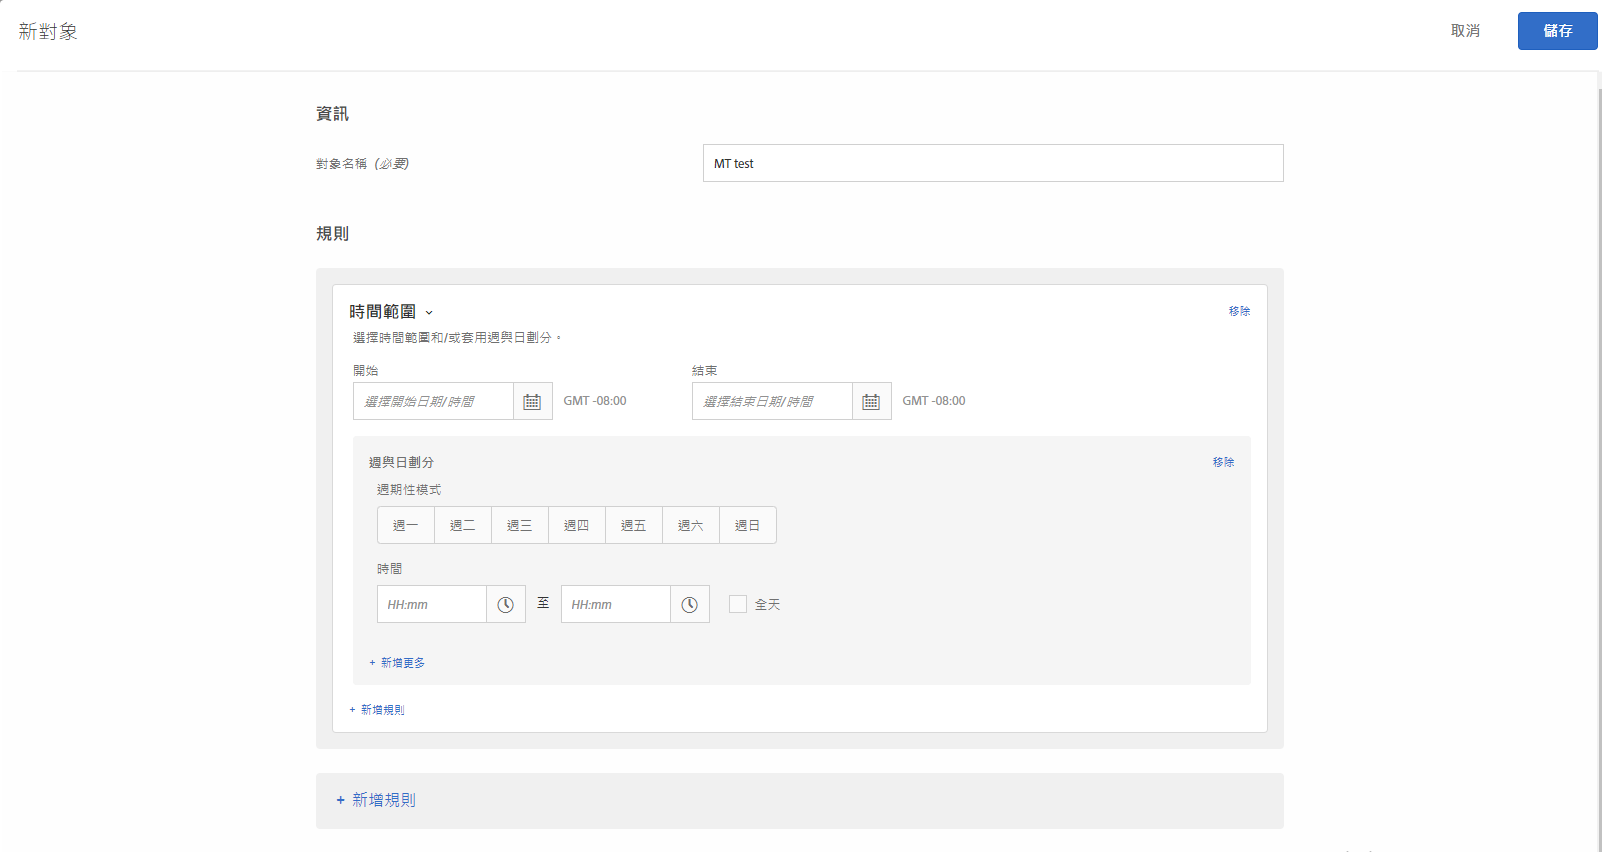 新對象
取消
儲存
資訊
對象名稱 (必要)
MT test
規則
時間範圍
移除
選擇時間範圍和/或套用週與日劃分。
開始
結束
選擇開始日期/時間
GMT -08:00
選擇結束日期/時間
GMT -08:00
週與日劃分
移除
週期性模式
週一 週二 週三 週四 週五 週六 週日
時間
HH:mm 至 HH:mm 全天
+ 新增更多
+ 新增規則
+ 新增規則